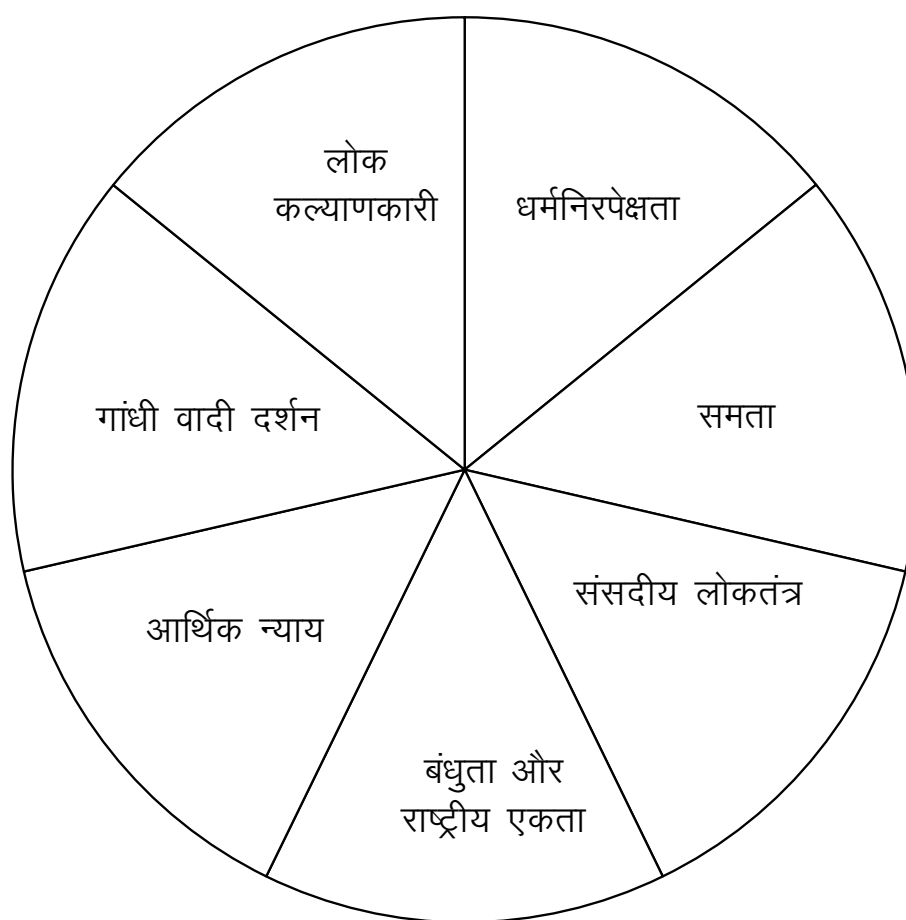 लोक
कल्याणकारी
धर्मनिरपेक्षता
गांधी वादी दर्शन
समता
संसदीय लोकतंत्र
आर्थिक न्याय
बंधुता और
राष्ट्रीय एकता